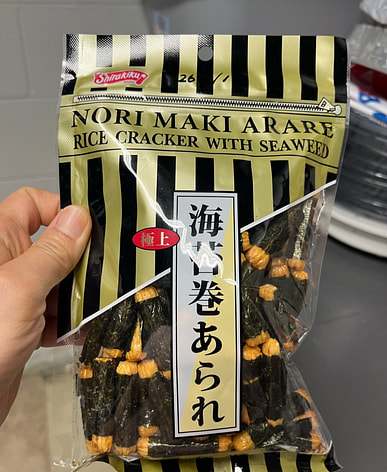 Shirakiku
NORI MAKI ARARE
RICE CRACKER WITH SEAWEED
極上
海苔巻あられ